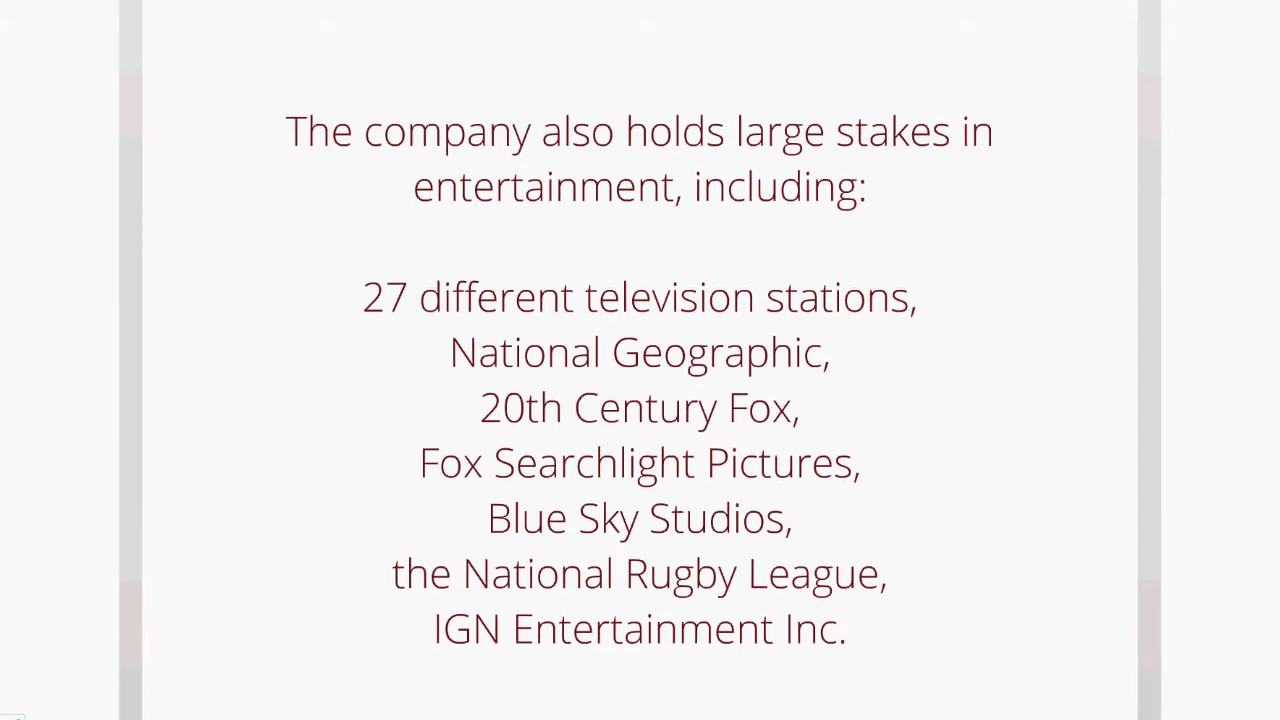 The company also holds large stakes in
entertainment, including:
27 different television stations,
National Geographic,
20th Century Fox,
Fox Searchlight Pictures,
Blue Sky Studios,
the National Rugby League,
IGN Entertainment Inc.